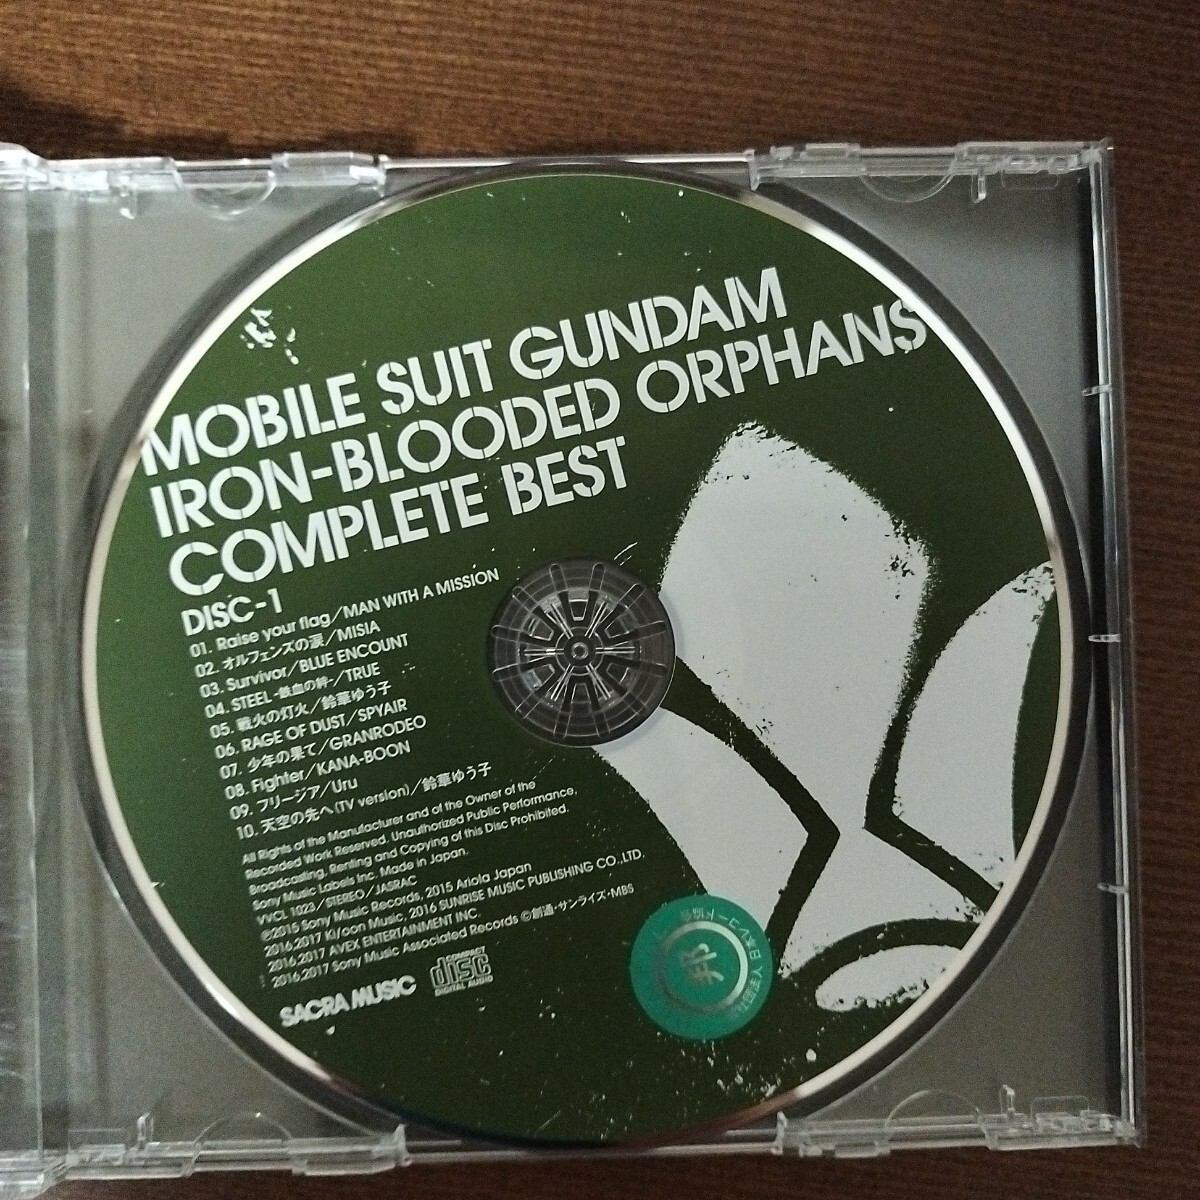 MOBILE SUIT GUNDAM
IRON-BLOODED ORPHANS
COMPLETE BEST
DISC-1
01. Raise your flag/MAN WITH A MISSION
02. オルフェンズの涙/MISIA
03. Survivor/BLUE ENCOUNT
04. STEEL-鉄血の絆-/TRUE
05. 戦火の灯火/鈴華ゆう子
06. RAGE OF DUST/SPYAIR
07. 少年の果て/GRANRODEO
08. Fighter/KANA-BOON
09. フリージア/Uru
10. 天空の先へ(TV version)/鈴華ゆう子
All Rights of the Manufacturer and of the Owner of the
Recorded Work Reserved. Unauthorized Public Performance,
Broadcasting, Renting and Copying of this Disc Prohibited.
Sony Music Labels Inc. Made in Japan.
VVCL 1023/STEREO/JASRAC
℗2015 Sony Music Records, 2015 Ariola Japan
2016,2017 Ki/oon Music, 2016 SUNRISE MUSIC PUBLISHING CO.,LTD.
2016,2017 AVEX ENTERTAINMENT INC.
2016,2017 Sony Music Associated Records ©創通・サンライズ・MBS
SACRA MUSIC
COMPACT
disc
DIGITAL AUDIO
邦